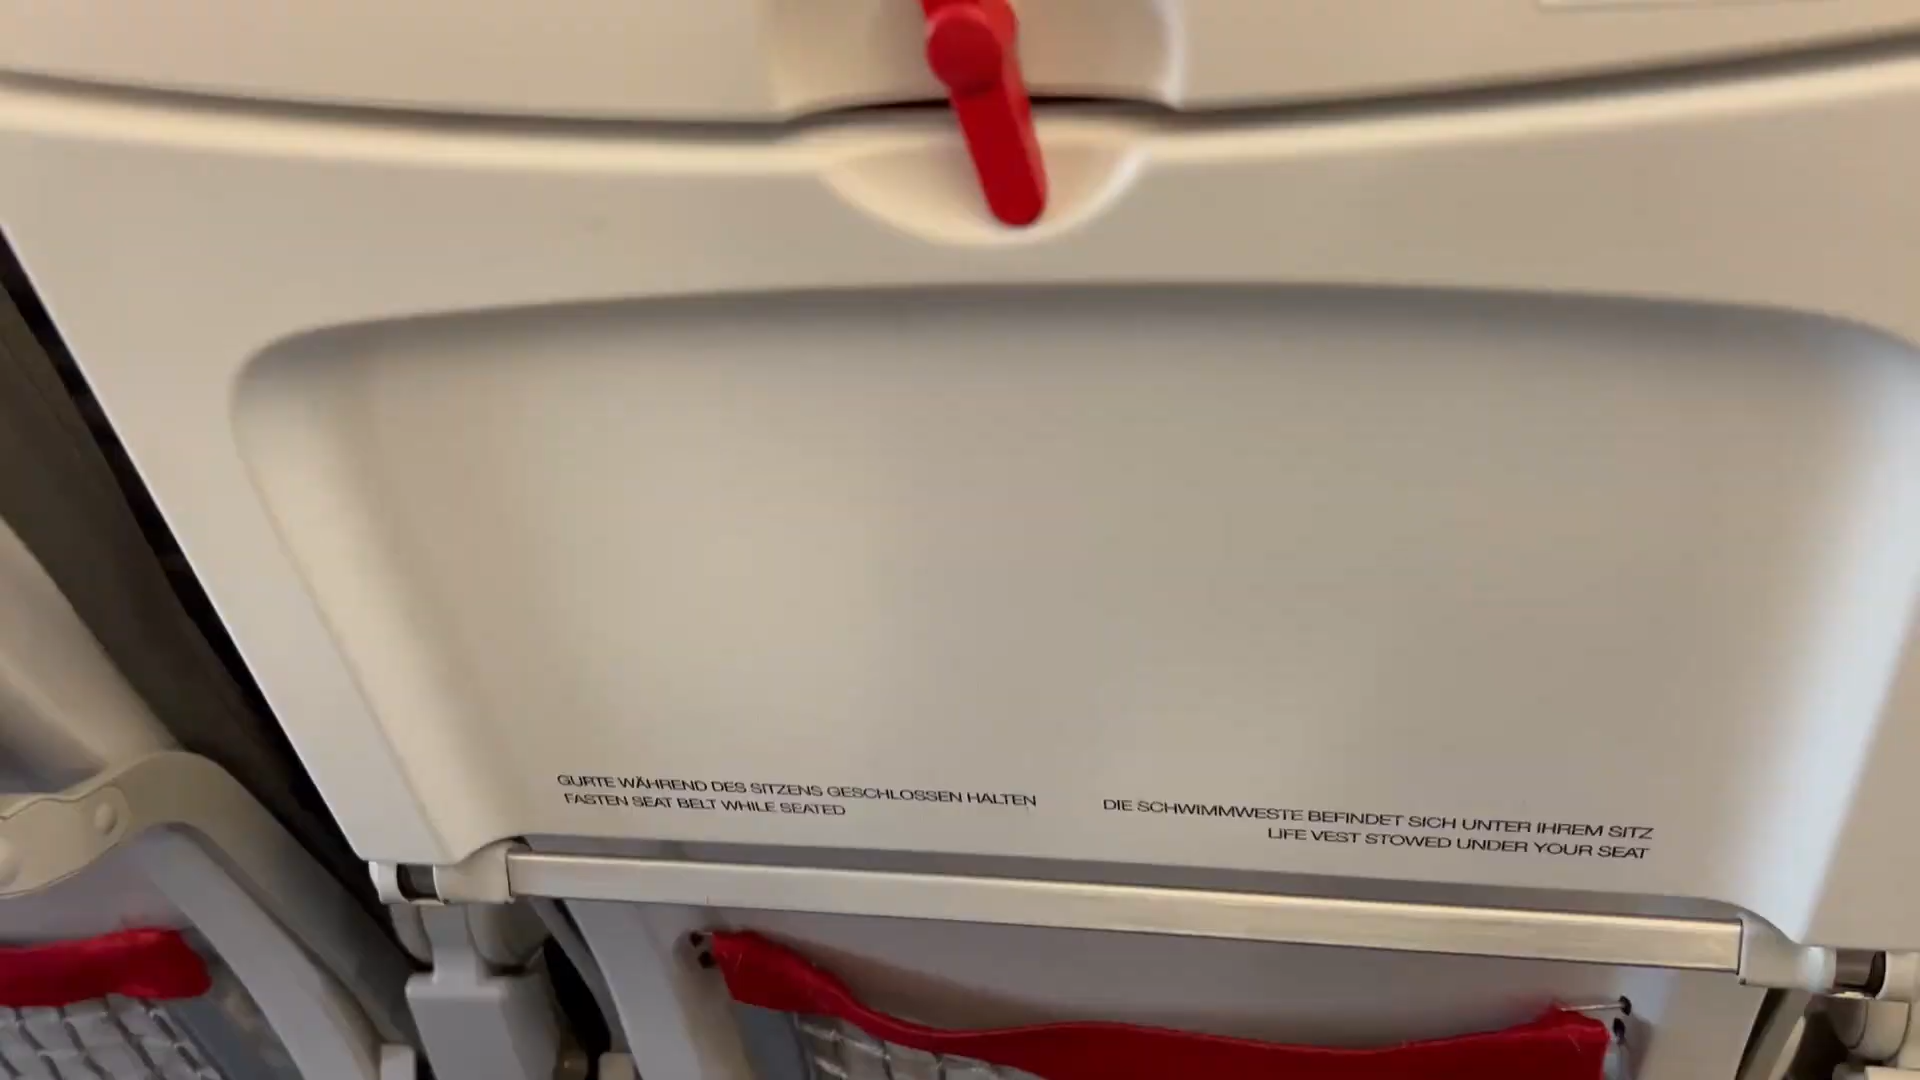 GURTE WÄHREND DES SITZENS GESCHLOSSEN HALTEN
FASTEN SEAT BELT WHILE SEATED
DIE SCHWIMMWESTE BEFINDET SICH UNTER IHREM SITZ
LIFE VEST STOWED UNDER YOUR SEAT